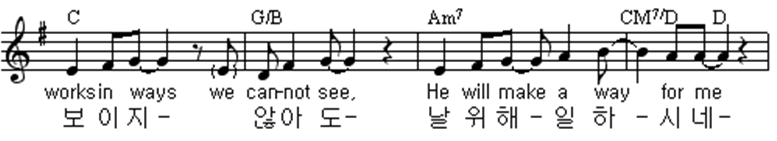 C G/B Am7 CM7/D D
worksin ways we can-not see, He will make a way for me
보 이 지- 않아 도- 날 위 해 - 일 하 - 시 네-